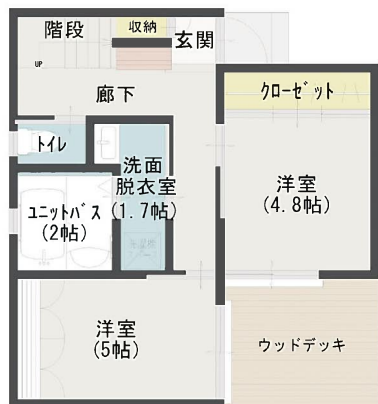 階段
収納
玄関
UP
廊下
クローゼット
トイレ
洗面
脱衣室
(1.7帖)
洋室
(4.8帖)
ユニットバス
(2帖)
洋室
(5帖)
ウッドデッキ